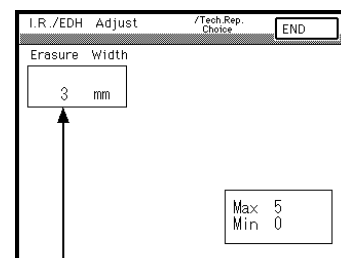 I.R./EDH Adjust
/Tech.Rep.
Choice
END
Erasure Width
3 mm
Max 5
Min 0